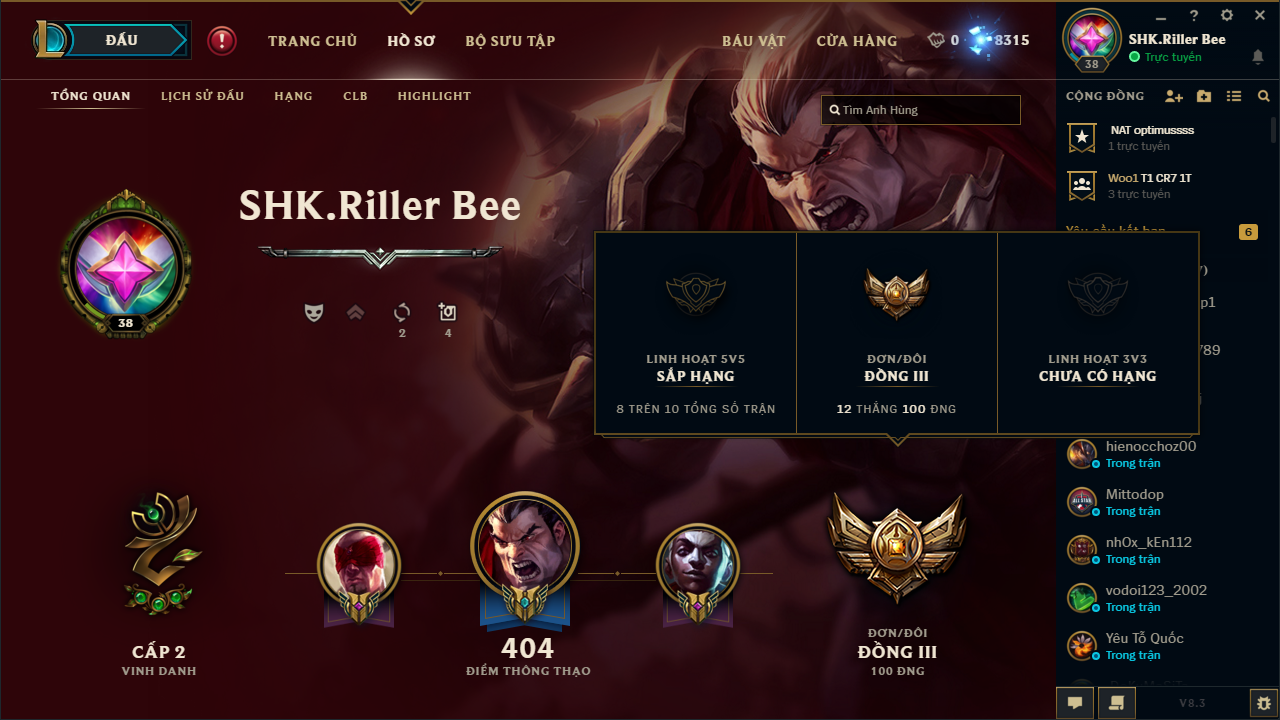 ĐẤU
TRANG CHỦ
HỒ SƠ
BỘ SƯU TẬP
BÁU VẬT
CỬA HÀNG
0
8315
SHK.Riller Bee
Trực tuyến
38
TỔNG QUAN
LỊCH SỬ ĐẤU
HẠNG
CLB
HIGHLIGHT
Tìm Anh Hùng
CỘNG ĐỒNG
NAT optimussss
1 trực tuyến
Woo1 T1 CR7 1T
3 trực tuyến
Yêu cầu kết bạn
6
SHK.Riller Bee
38
2
4
LINH HOẠT 5V5
SẮP HẠNG
8 TRÊN 10 TỔNG SỐ TRẬN
ĐƠN/ĐÔI
ĐỒNG III
12 THẮNG 100 ĐNG
LINH HOẠT 3V3
CHƯA CÓ HẠNG
p1
789
hienocchoz00
Trong trận
Mittodop
Trong trận
nhOx_kEn112
Trong trận
vodoi123_2002
Trong trận
Yêu Tổ Quốc
Trong trận
CẤP 2
VINH DANH
404
ĐIỂM THÔNG THẠO
ĐƠN/ĐÔI
ĐỒNG III
100 ĐNG
V8.3